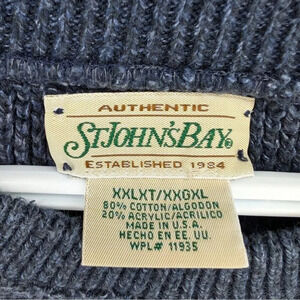 AUTHENTIC
ST JOHN'S BAY®
ESTABLISHED 1984
XXLXT/XXGXL
80% COTTON/ALGODON
20% ACRYLIC/ACRILICO
MADE IN U.S.A.
HECHO EN EE. UU.
WPL# 11935